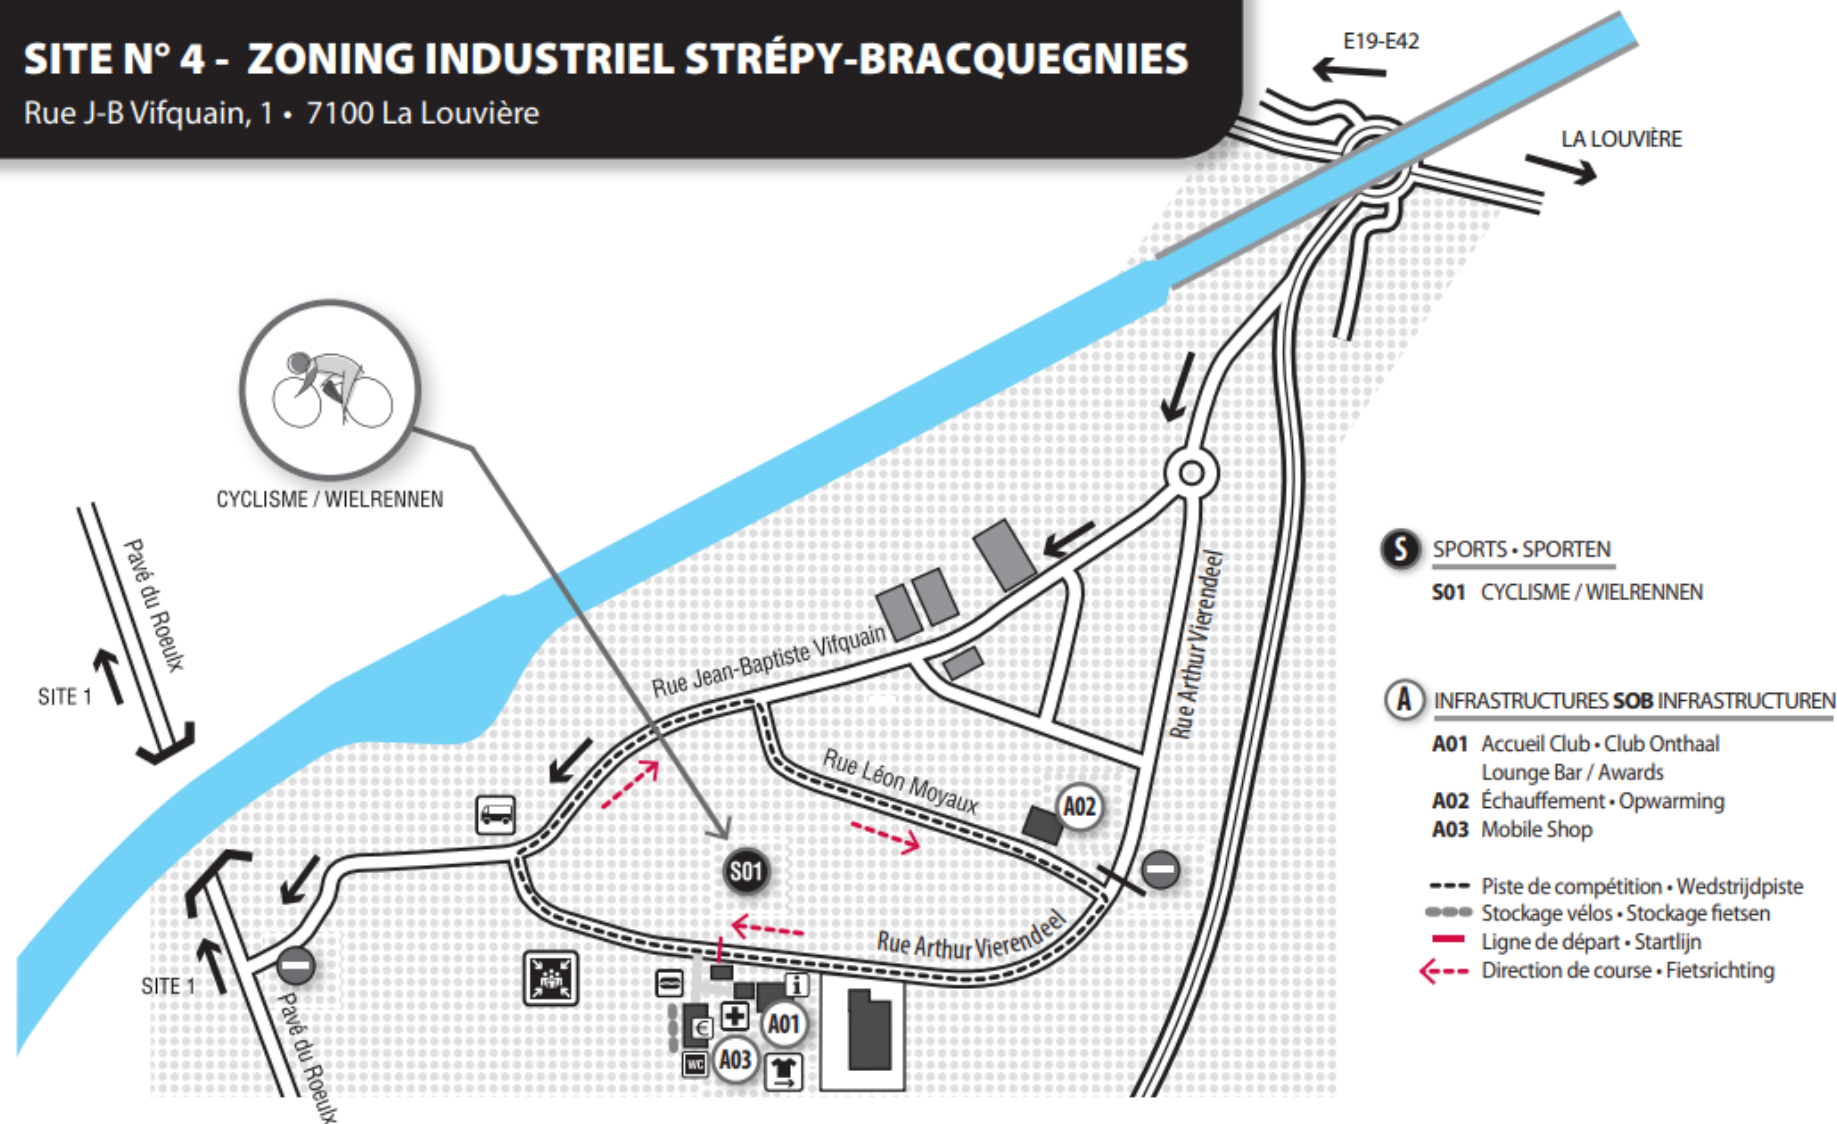 SITE N° 4 - ZONING INDUSTRIEL STRÉPY-BRACQUEGNIES
Rue J-B Vifquain, 1 • 7100 La Louvière
E19-E42
LA LOUVIÈRE
CYCLISME / WIELRENNEN
Pavé du Roeulx
SITE 1
Rue Jean-Baptiste Vifquain
Rue Arthur Vierendeel
Rue Léon Moyaux
A02
S01
Rue Arthur Vierendeel
SITE 1
Pavé du Roeulx
i
€
A01
WC
A03
S SPORTS • SPORTEN
S01 CYCLISME / WIELRENNEN
A INFRASTRUCTURES SOB INFRASTRUCTUREN
A01 Accueil Club • Club Onthaal
Lounge Bar / Awards
A02 Échauffement • Opwarming
A03 Mobile Shop
Piste de compétition • Wedstrijdpiste
Stockage vélos • Stockage fietsen
Ligne de départ • Startlijn
Direction de course • Fietsrichting